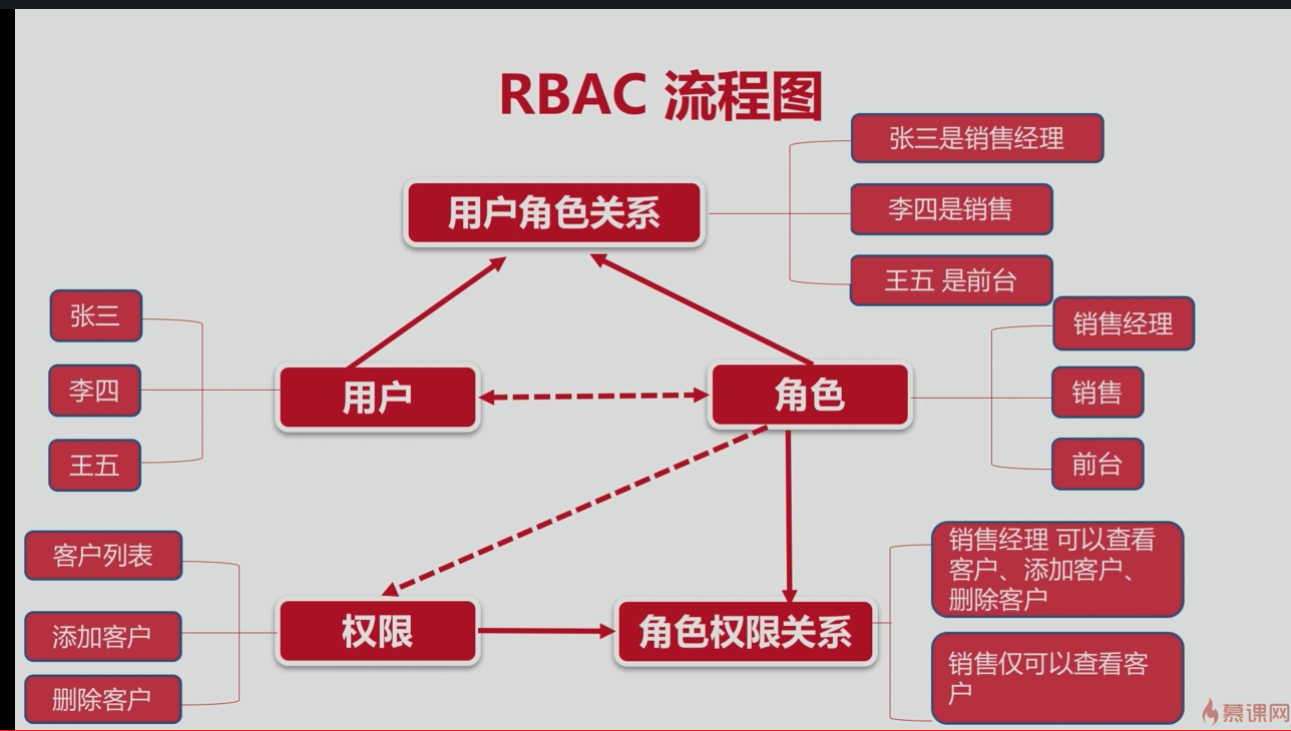 RBAC 流程图
张三是销售经理
用户角色关系
李四是销售
王五 是前台
张三
李四
王五
用户
角色
销售经理
销售
前台
客户列表
添加客户
删除客户
权限
角色权限关系
销售经理 可以查看
客户、添加客户、
删除客户
销售仅可以查看客
户
慕课网